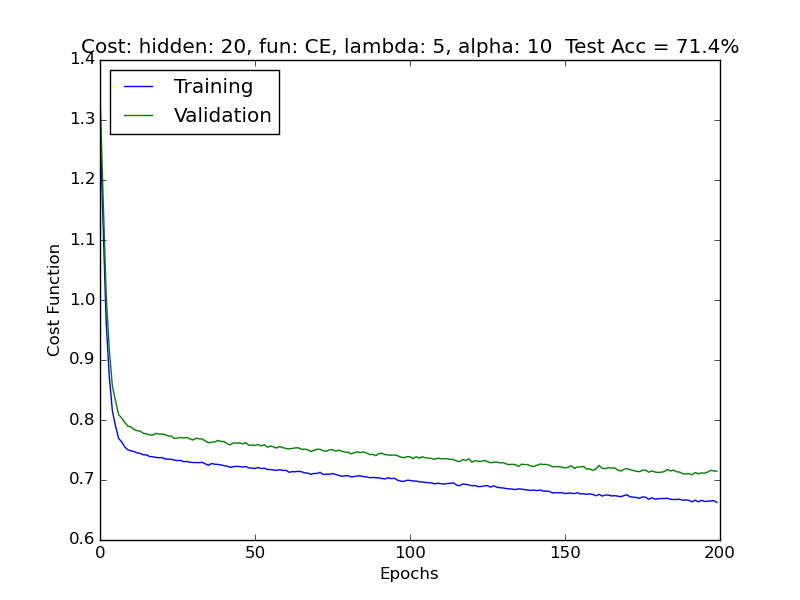 Cost: hidden: 20, fun: CE, lambda: 5, alpha: 10  Test Acc = 71.4%
1.4
1.3
1.2
1.1
1.0
0.9
0.8
0.7
0.6
Cost Function
Training
Validation
0 50 100 150 200
Epochs